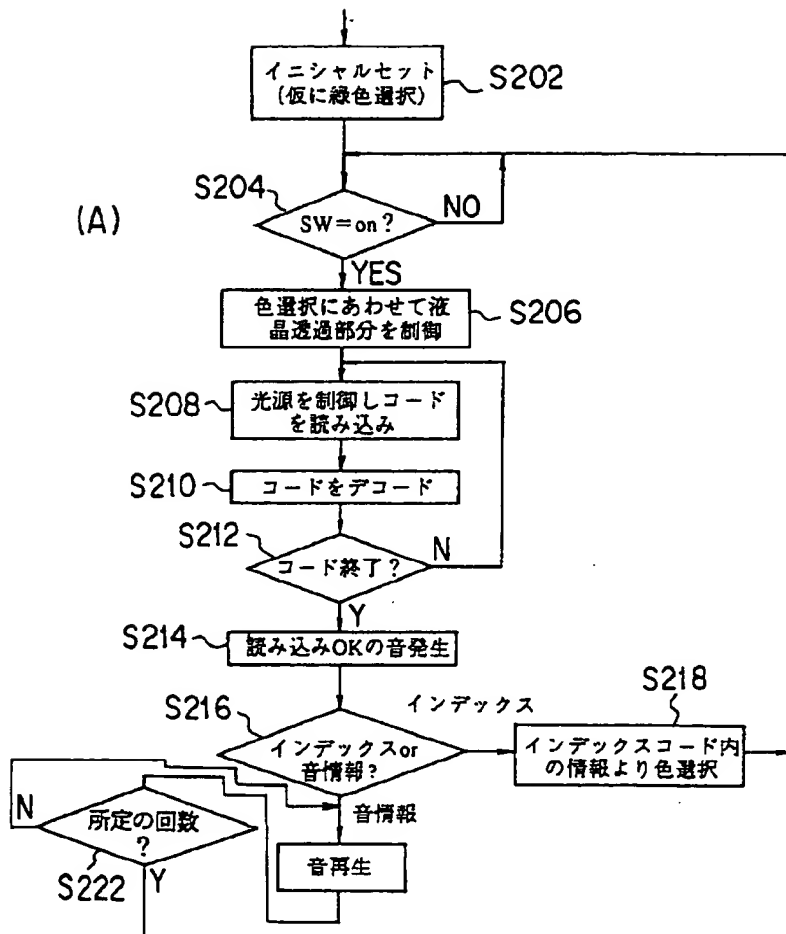 イニシャルセット
(仮に緑色選択)
S202
S204
(A)
SW=on?
NO
YES
色選択にあわせて液
晶透過部分を制御
S206
S208
光源を制御しコード
を読み込み
S210
コードをデコード
S212
コード終了?
N
Y
S214
読み込みOKの音発生
S216
インデックス
S218
インデックスor
音情報?
インデックスコード内
の情報より色選択
N
所定の回数
?
音情報
S222
Y
音再生